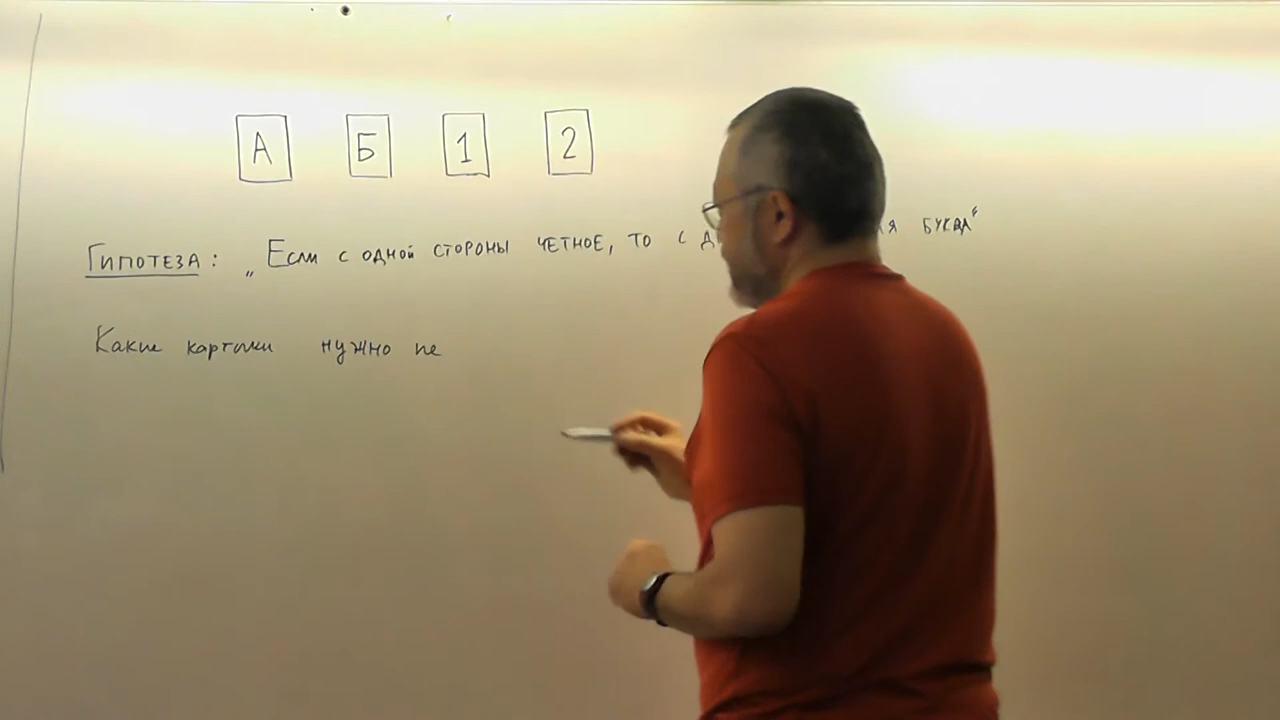 А Б 1 2
Гипотеза: „Если с одной стороны четное, то с буква“
Какие карточки нужно пе